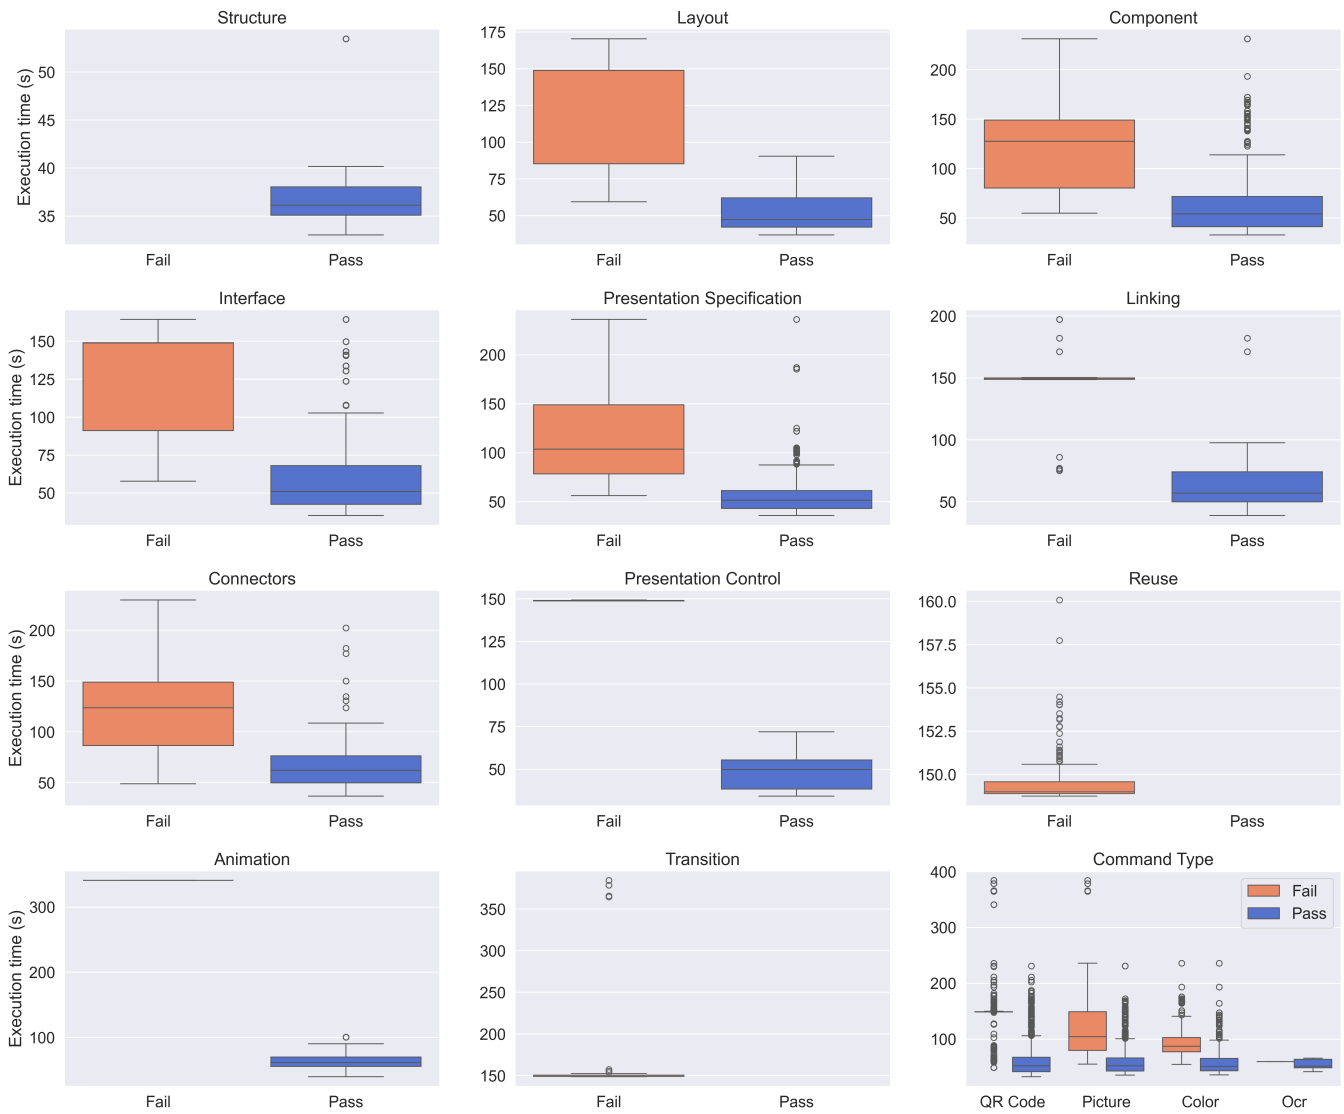 Structure
Execution time (s)
50
45
40
35
Fail
Pass
Layout
175
150
125
100
75
50
Fail
Pass
Component
200
150
100
50
Fail
Pass
Interface
Execution time (s)
150
125
100
75
50
Fail
Pass
Presentation Specification
200
150
100
50
Fail
Pass
Linking
200
150
100
50
Fail
Pass
Connectors
Execution time (s)
200
150
100
50
Fail
Pass
Presentation Control
150
125
100
75
50
Fail
Pass
Reuse
160.0
157.5
155.0
152.5
150.0
Fail
Pass
Animation
Execution time (s)
300
200
100
Fail
Pass
Transition
350
300
250
200
150
Fail
Pass
Command Type
400
300
200
100
Fail
Pass
QR Code
Picture
Color
Ocr